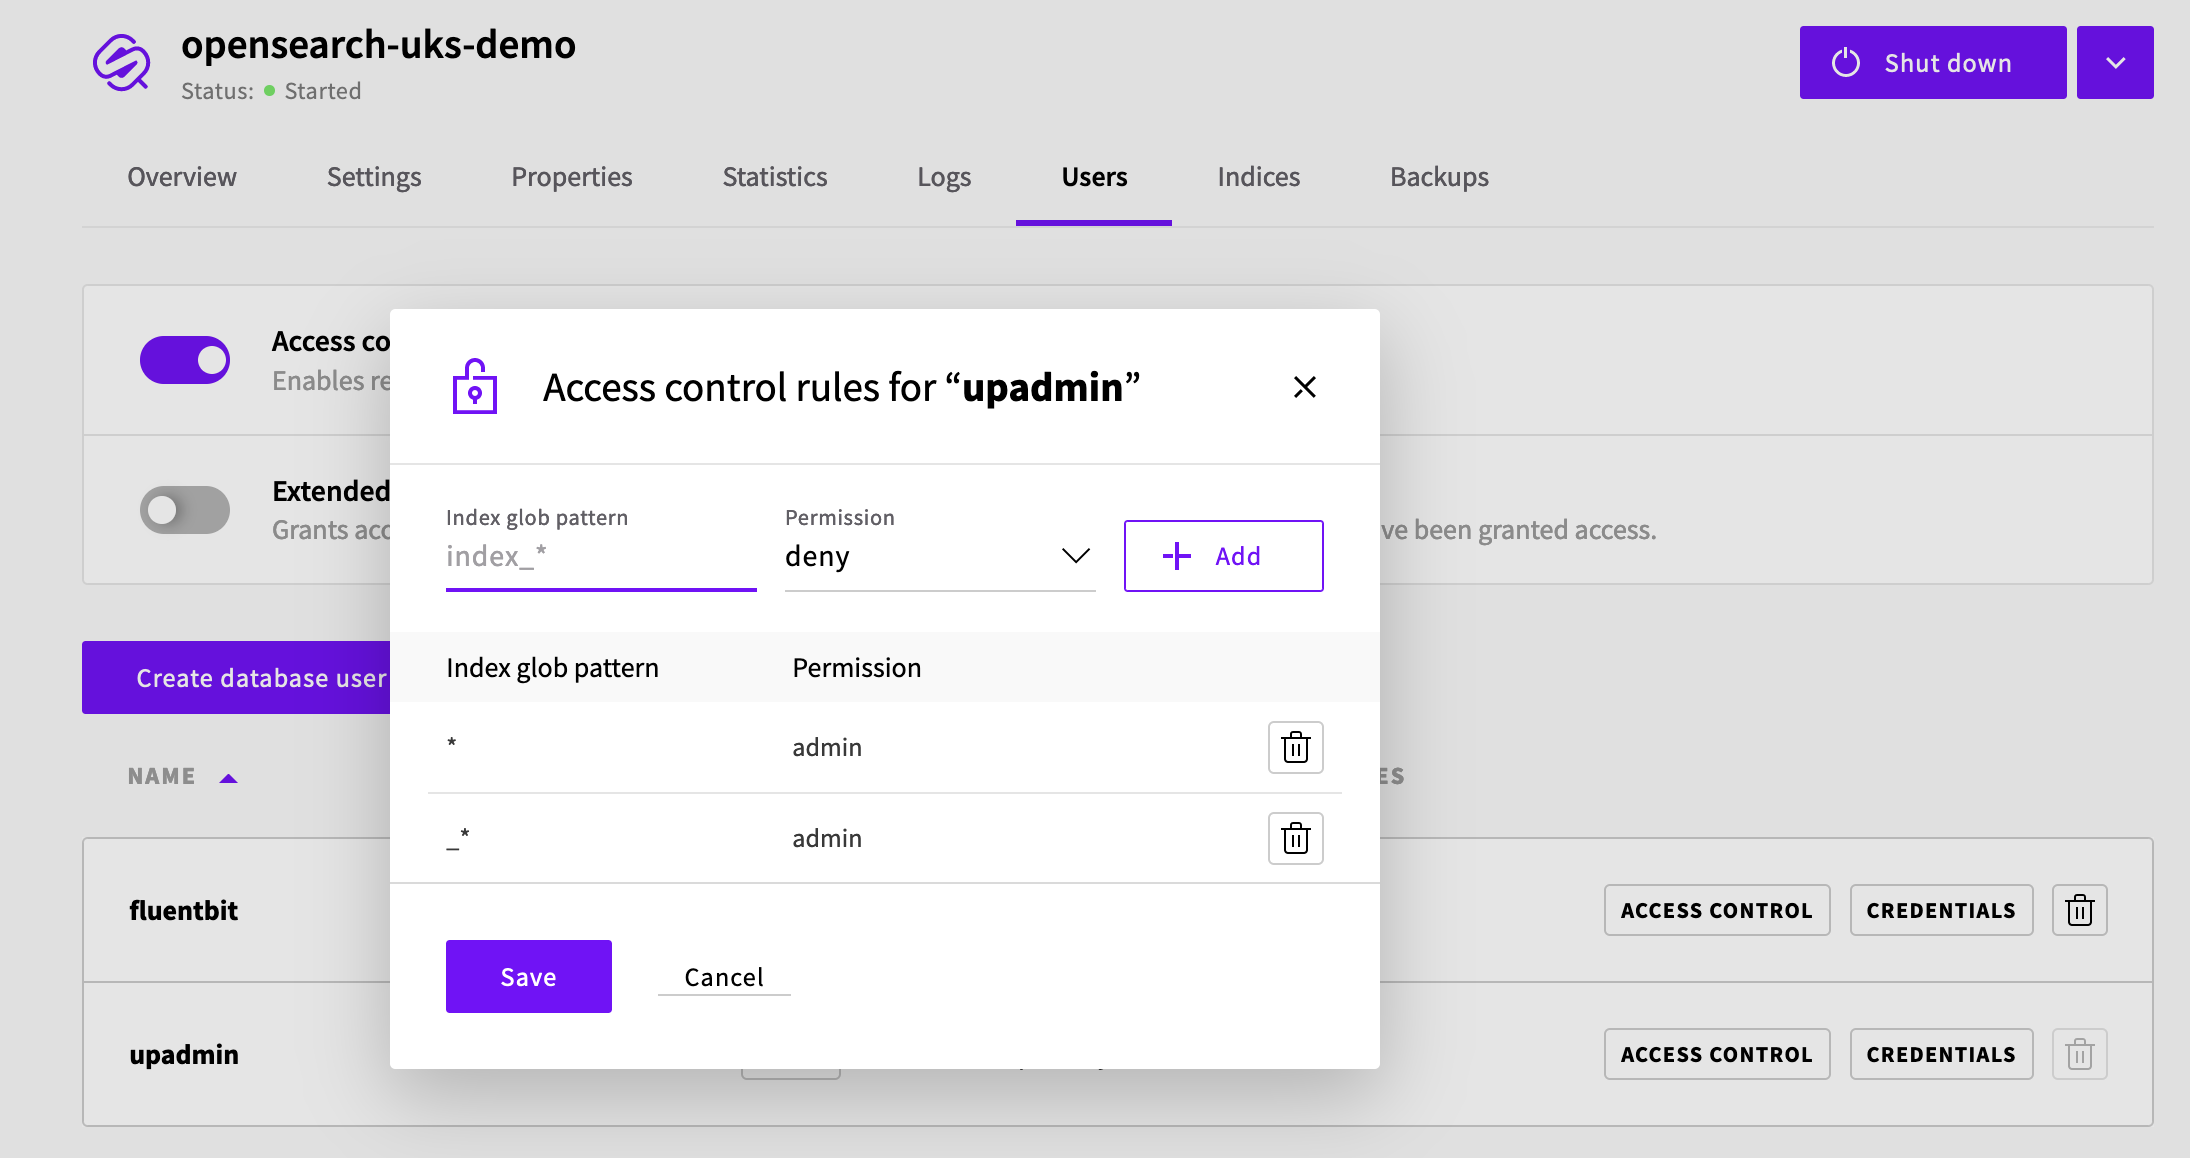 opensearch-uks-demo
Status: Started
Shut down
Overview Settings Properties Statistics Logs Users Indices Backups
Access co
Enables re
Extended
Grants acc
ve been granted access.
Access control rules for “upadmin”
Index glob pattern Permission
index_* deny Add
Index glob pattern Permission
* admin
_* admin
Save Cancel
Create database user
NAME
ES
fluentbit ACCESS CONTROL CREDENTIALS
upadmin ACCESS CONTROL CREDENTIALS